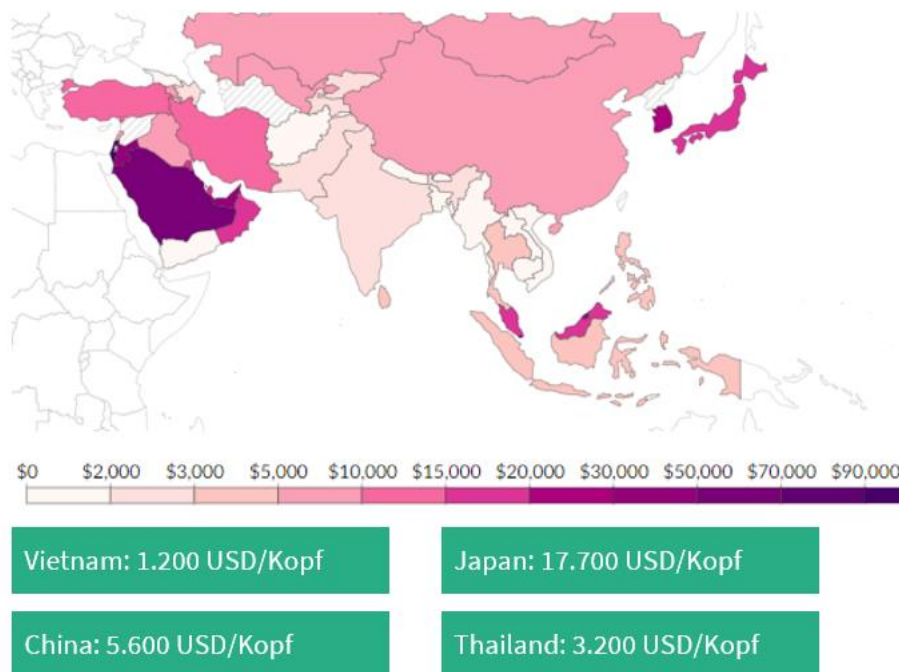 $0 $2,000 $3,000 $5,000 $10,000 $15,000 $20,000 $30,000 $50,000 $70,000 $90,000
Vietnam: 1.200 USD/Kopf
Japan: 17.700 USD/Kopf
China: 5.600 USD/Kopf
Thailand: 3.200 USD/Kopf